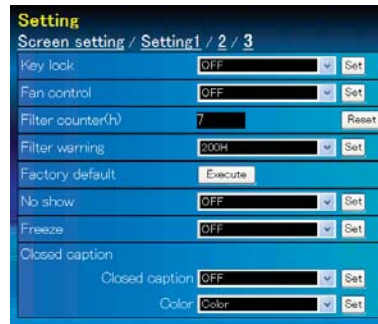 Setting
Screen setting / Setting1 / 2 / 3
Key lock OFF Set
Fan control OFF Set
Filter counter(h) 7 Reset
Filter warning 200H Set
Factory default Execute
No show OFF Set
Freeze OFF Set
Closed caption
Closed caption OFF Set
Color Color Set